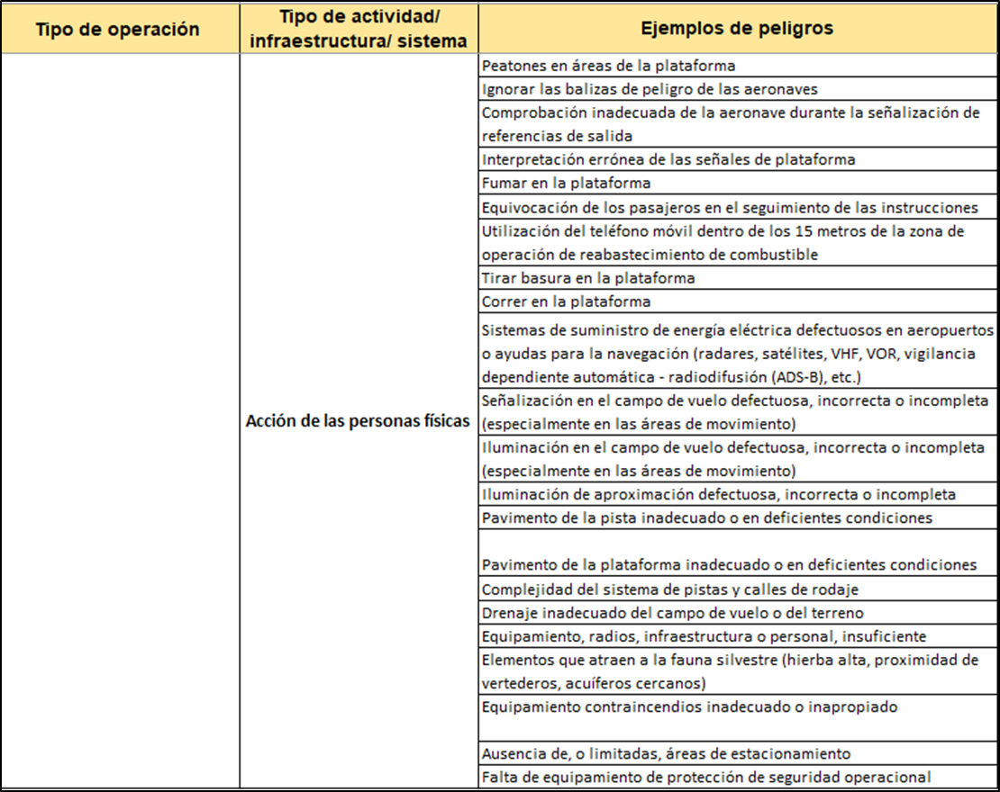 Tipo de operación
Tipo de actividad/
infraestructura/ sistema
Ejemplos de peligros
Acción de las personas físicas
Peatones en áreas de la plataforma
Ignorar las balizas de peligro de las aeronaves
Comprobación inadecuada de la aeronave durante la señalización de
referencias de salida
Interpretación errónea de las señales de plataforma
Fumar en la plataforma
Equivocación de los pasajeros en el seguimiento de las instrucciones
Utilización del teléfono móvil dentro de los 15 metros de la zona de
operación de reabastecimiento de combustible
Tirar basura en la plataforma
Correr en la plataforma
Sistemas de suministro de energía eléctrica defectuosos en aeropuertos
o ayudas para la navegación (radares, satélites, VHF, VOR, vigilancia
dependiente automática - radiodifusión (ADS-B), etc.)
Señalización en el campo de vuelo defectuosa, incorrecta o incompleta
(especialmente en las áreas de movimiento)
Iluminación en el campo de vuelo defectuosa, incorrecta o incompleta
(especialmente en las áreas de movimiento)
Iluminación de aproximación defectuosa, incorrecta o incompleta
Pavimento de la pista inadecuado o en deficientes condiciones
Pavimento de la plataforma inadecuado o en deficientes condiciones
Complejidad del sistema de pistas y calles de rodaje
Drenaje inadecuado del campo de vuelo o del terreno
Equipamiento, radios, infraestructura o personal, insuficiente
Elementos que atraen a la fauna silvestre (hierba alta, proximidad de
vertederos, acuíferos cercanos)
Equipamiento contraincendios inadecuado o inapropiado
Ausencia de, o limitadas, áreas de estacionamiento
Falta de equipamiento de protección de seguridad operacional